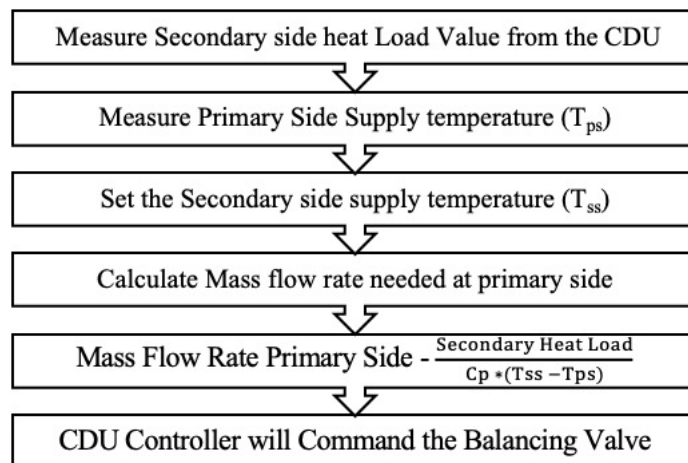 Measure Secondary side heat Load Value from the CDU
Measure Primary Side Supply temperature (Tps)
Set the Secondary side supply temperature (Tss)
Calculate Mass flow rate needed at primary side
Mass Flow Rate Primary Side - Secondary Heat Load / Cp *(Tss −Tps)
CDU Controller will Command the Balancing Valve